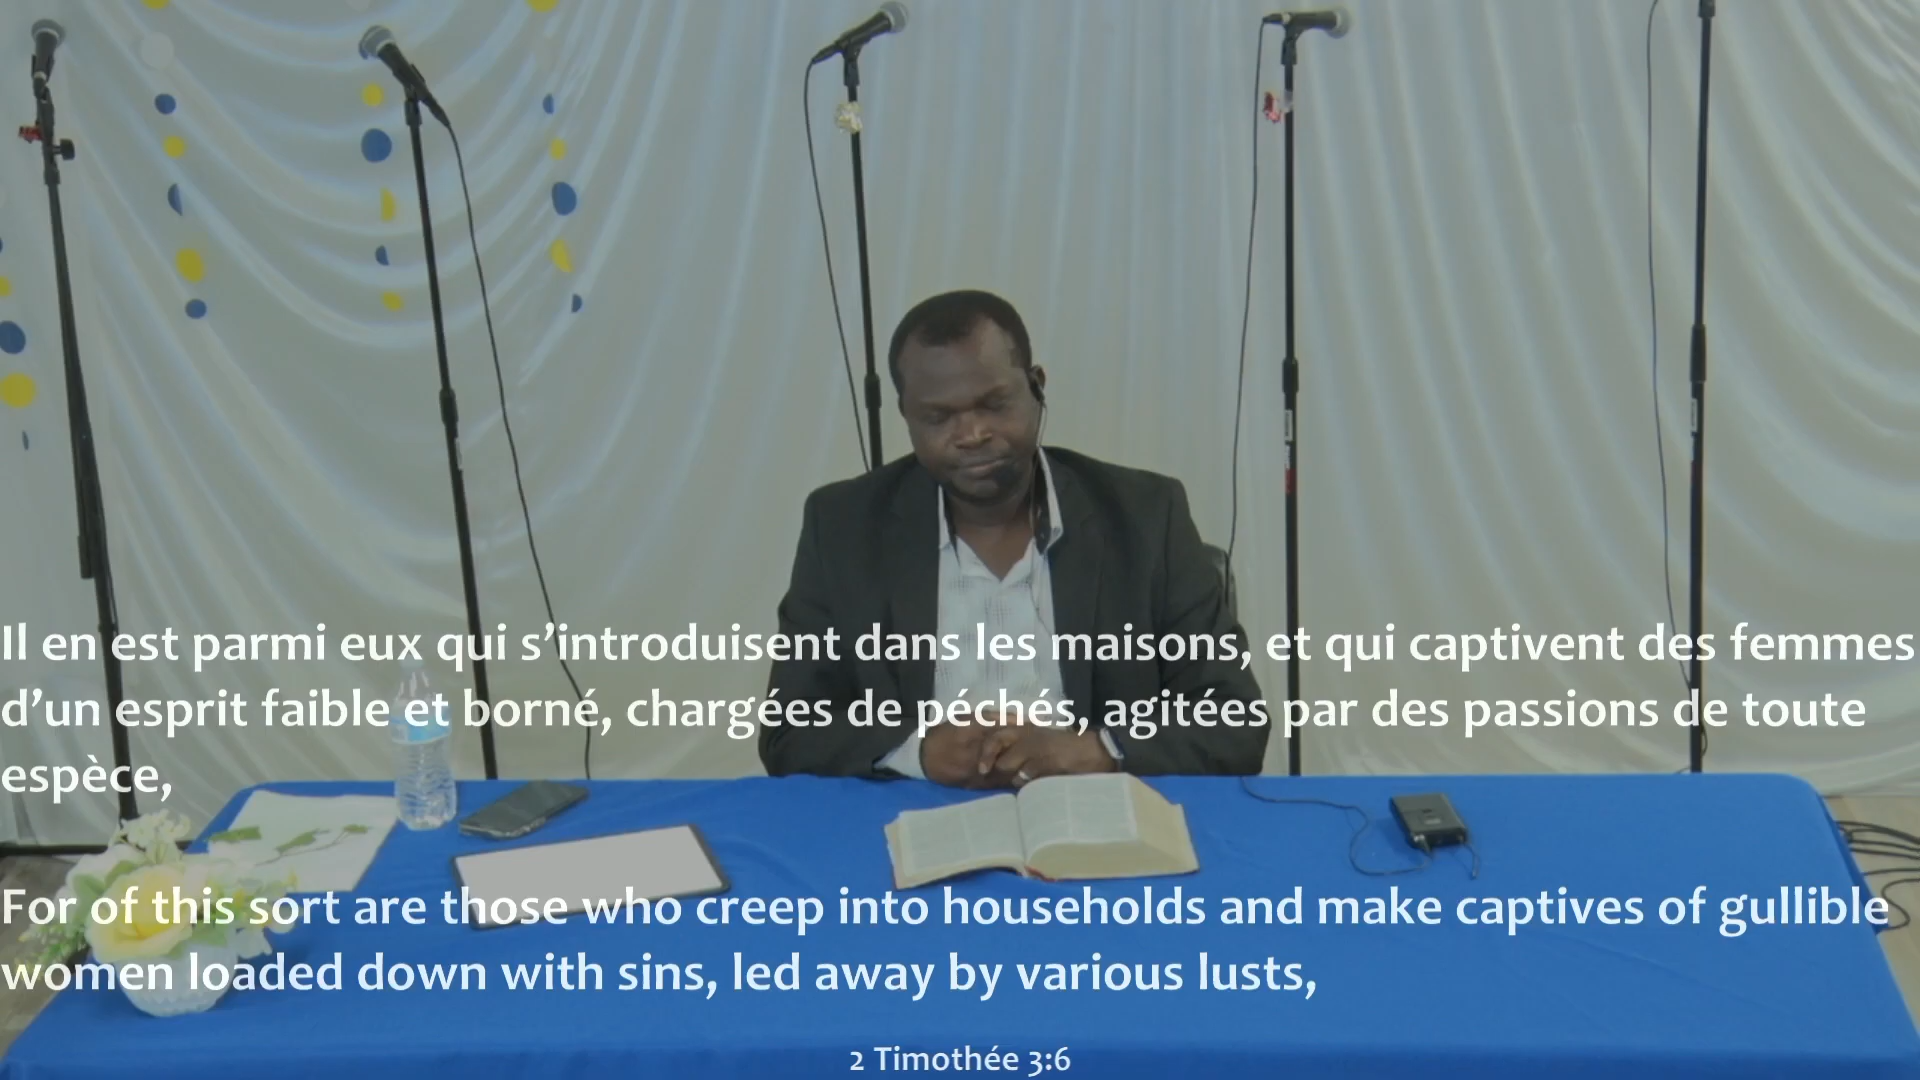 Il en est parmi eux qui s’introduisent dans les maisons, et qui captivent des femmes
d’un esprit faible et borné, chargées de péchés, agitées par des passions de toute
espèce,
For of this sort are those who creep into households and make captives of gullible
women loaded down with sins, led away by various lusts,
2 Timothée 3:6